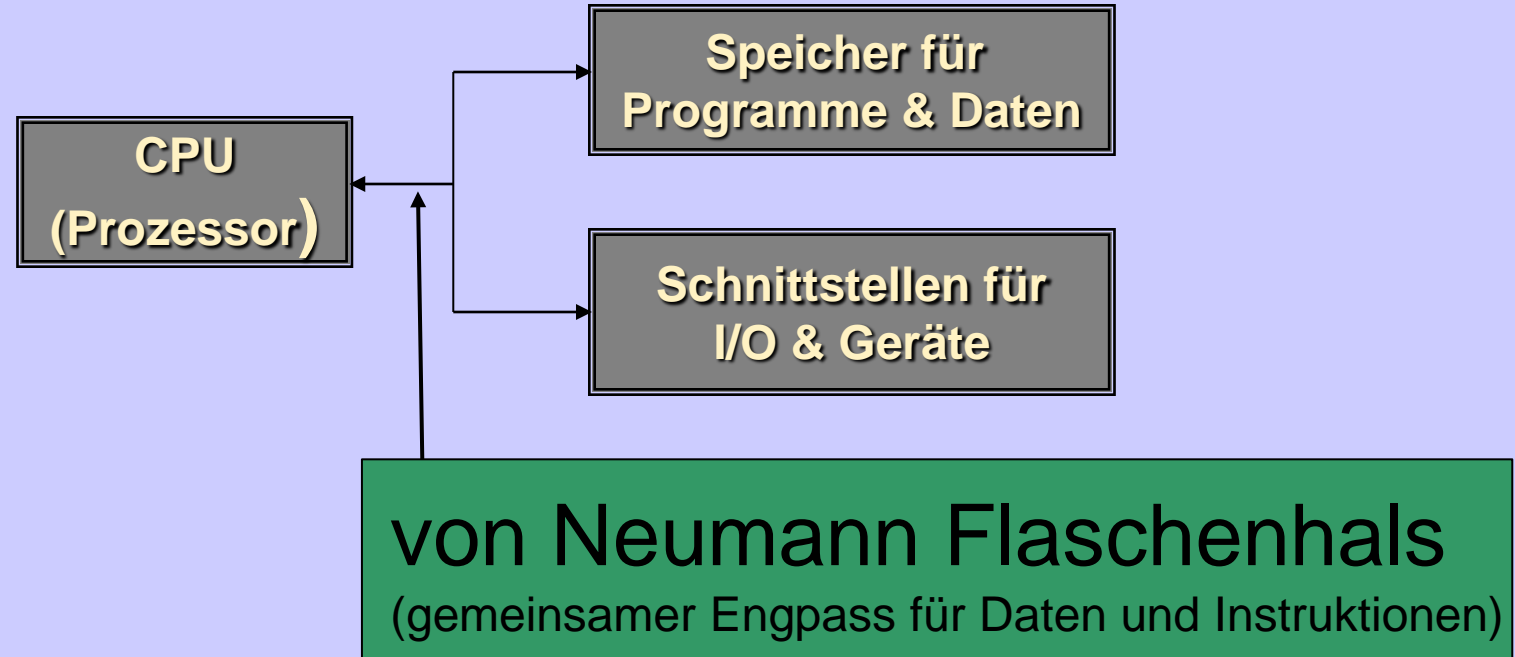 Speicher für
Programme & Daten
CPU
(Prozessor)
Schnittstellen für
I/O & Geräte
von Neumann Flaschenhals
(gemeinsamer Engpass für Daten und Instruktionen)